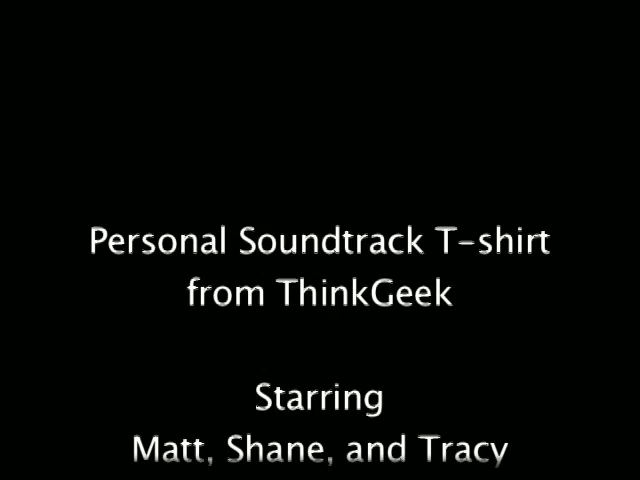 Personal Soundtrack T-shirt
from ThinkGeek
Starring
Matt, Shane, and Tracy